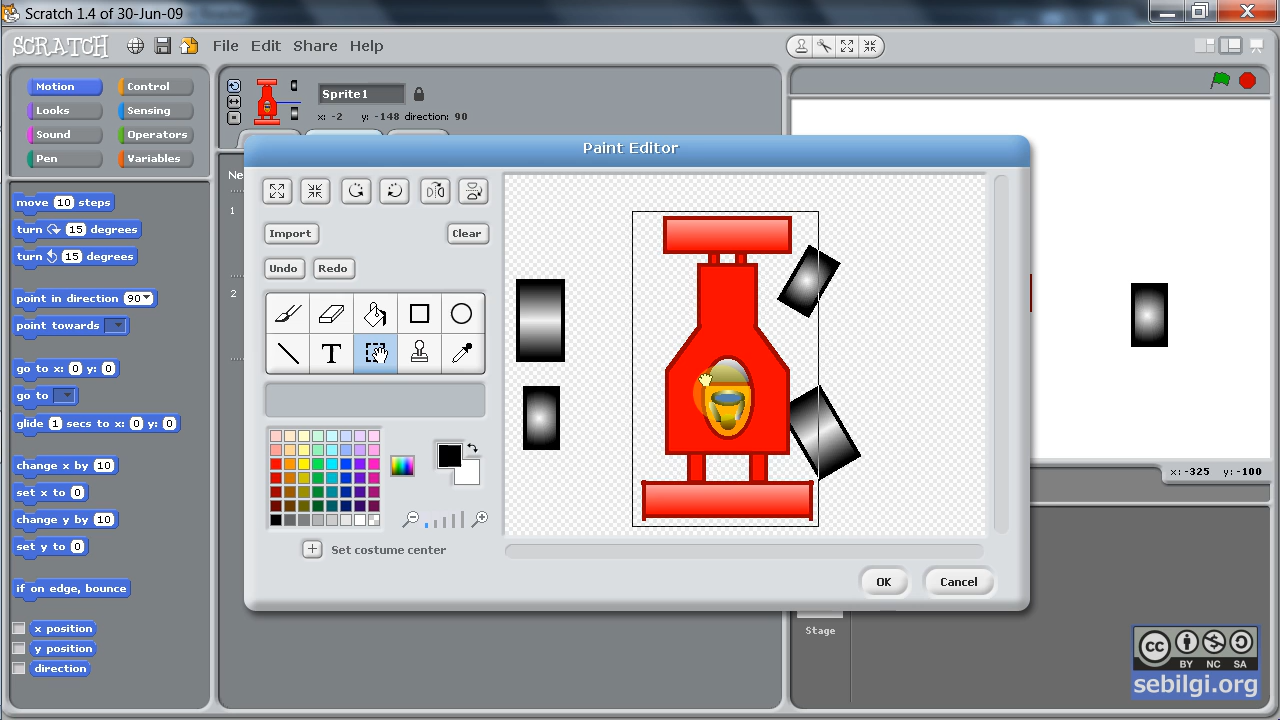 Scratch 1.4 of 30-Jun-09
SCRATCH
File Edit Share Help
Motion Control
Looks Sensing
Sound Operators
Pen Variables
Sprite1
x: -2 y: -148 direction: 90
Paint Editor
Ne
1
2
move 10 steps
turn 15 degrees
turn 15 degrees
point in direction 90
point towards
go to x: 0 y: 0
go to
glide 1 secs to x: 0 y: 0
change x by 10
set x to 0
change y by 10
set y to 0
if on edge, bounce
x position
y position
direction
Import Clear
Undo Redo
T
Set costume center
OK Cancel
x: -325 y: -100
Stage
cc BY NC SA
sebilgi.org